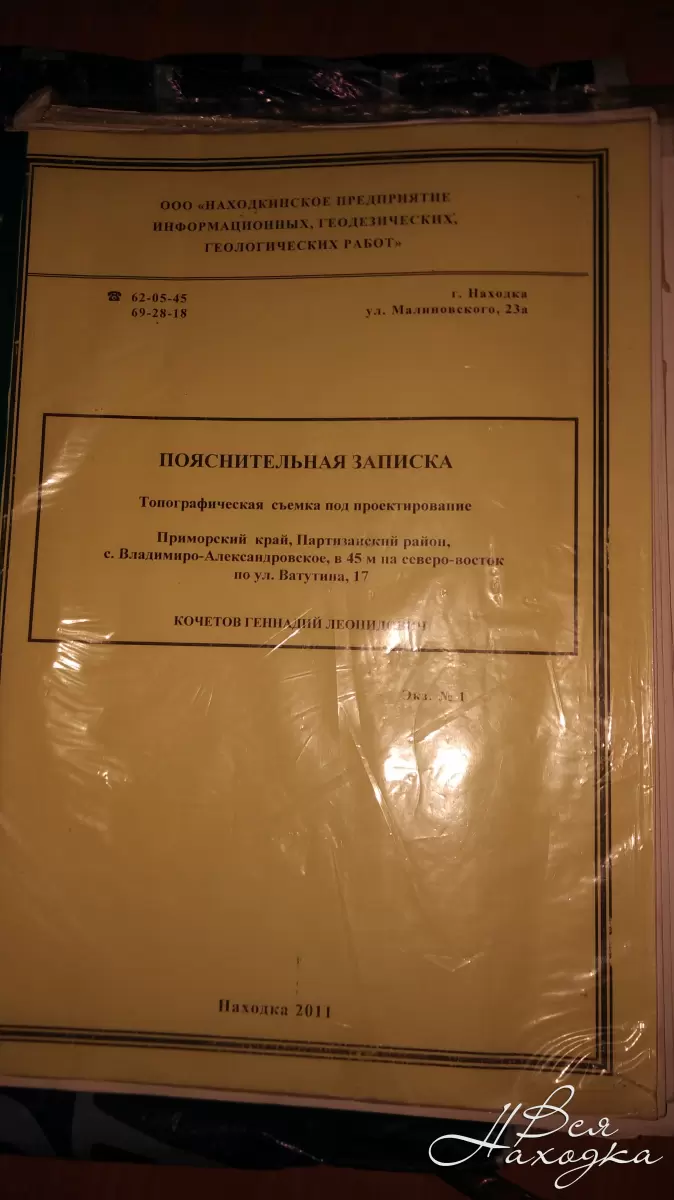 ООО «НАХОДКИНСКОЕ ПРЕДПРИЯТИЕ
ИНФОРМАЦИОННЫХ, ГЕОДЕЗИЧЕСКИХ,
ГЕОЛОГИЧЕСКИХ РАБОТ»
☎ 62-05-45
69-28-18
г. Находка
ул. Малиновского, 23а
ПОЯСНИТЕЛЬНАЯ ЗАПИСКА
Топографическая съемка под проектирование
Приморский край, Партизанский район,
с. Владимиро-Александровское, в 45 м на северо-восток
по ул. Ватутина, 17
КОЧЕТОВ ГЕННАДИЙ ЛЕОНИДОВИЧ
Экз. № 1
Находка 2011
Вся
Находка